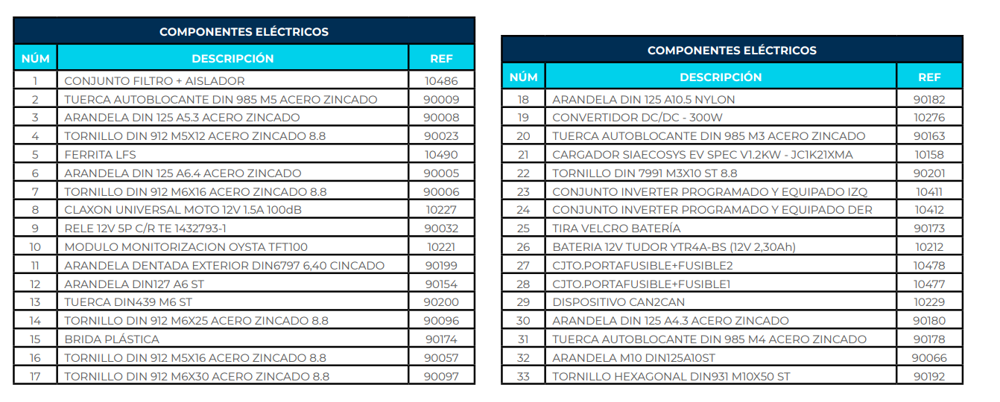 COMPONENTES ELÉCTRICOS
NÚM DESCRIPCIÓN REF
1 CONJUNTO FILTRO + AISLADOR 10486
2 TUERCA AUTOBLOCANTE DIN 985 M5 ACERO ZINCADO 90009
3 ARANDELA DIN 125 A5.3 ACERO ZINCADO 90008
4 TORNILLO DIN 912 M5X12 ACERO ZINCADO 8.8 90023
5 FERRITA LFS 10490
6 ARANDELA DIN 125 A6.4 ACERO ZINCADO 90005
7 TORNILLO DIN 912 M6X16 ACERO ZINCADO 8.8 90006
8 CLAXON UNIVERSAL MOTO 12V 1.5A 100dB 10227
9 RELE 12V 5P C/R TE 1432793-1 90032
10 MODULO MONITORIZACION OYSTA TFT100 10221
11 ARANDELA DENTADA EXTERIOR DIN6797 6,40 CINCADO 90199
12 ARANDELA DIN127 A6 ST 90154
13 TUERCA DIN439 M6 ST 90200
14 TORNILLO DIN 912 M6X25 ACERO ZINCADO 8.8 90096
15 BRIDA PLÁSTICA 90174
16 TORNILLO DIN 912 M5X16 ACERO ZINCADO 8.8 90057
17 TORNILLO DIN 912 M6X30 ACERO ZINCADO 8.8 90097
COMPONENTES ELÉCTRICOS
NÚM DESCRIPCIÓN REF
18 ARANDELA DIN 125 A10.5 NYLON 90182
19 CONVERTIDOR DC/DC - 300W 10276
20 TUERCA AUTOBLOCANTE DIN 985 M3 ACERO ZINCADO 90163
21 CARGADOR SIAECOSYS EV SPEC V1.2KW - JC1K21XMA 10158
22 TORNILLO DIN 7991 M3X10 ST 8.8 90201
23 CONJUNTO INVERTER PROGRAMADO Y EQUIPADO IZQ 10411
24 CONJUNTO INVERTER PROGRAMADO Y EQUIPADO DER 10412
25 TIRA VELCRO BATERÍA 90173
26 BATERIA 12V TUDOR YTR4A-BS (12V 2,30Ah) 10212
27 CJTO.PORTAFUSIBLE+FUSIBLE2 10478
28 CJTO.PORTAFUSIBLE+FUSIBLE1 10477
29 DISPOSITIVO CAN2CAN 10229
30 ARANDELA DIN 125 A4.3 ACERO ZINCADO 90180
31 TUERCA AUTOBLOCANTE DIN 985 M4 ACERO ZINCADO 90178
32 ARANDELA M10 DIN125A10ST 90066
33 TORNILLO HEXAGONAL DIN931 M10X50 ST 90192